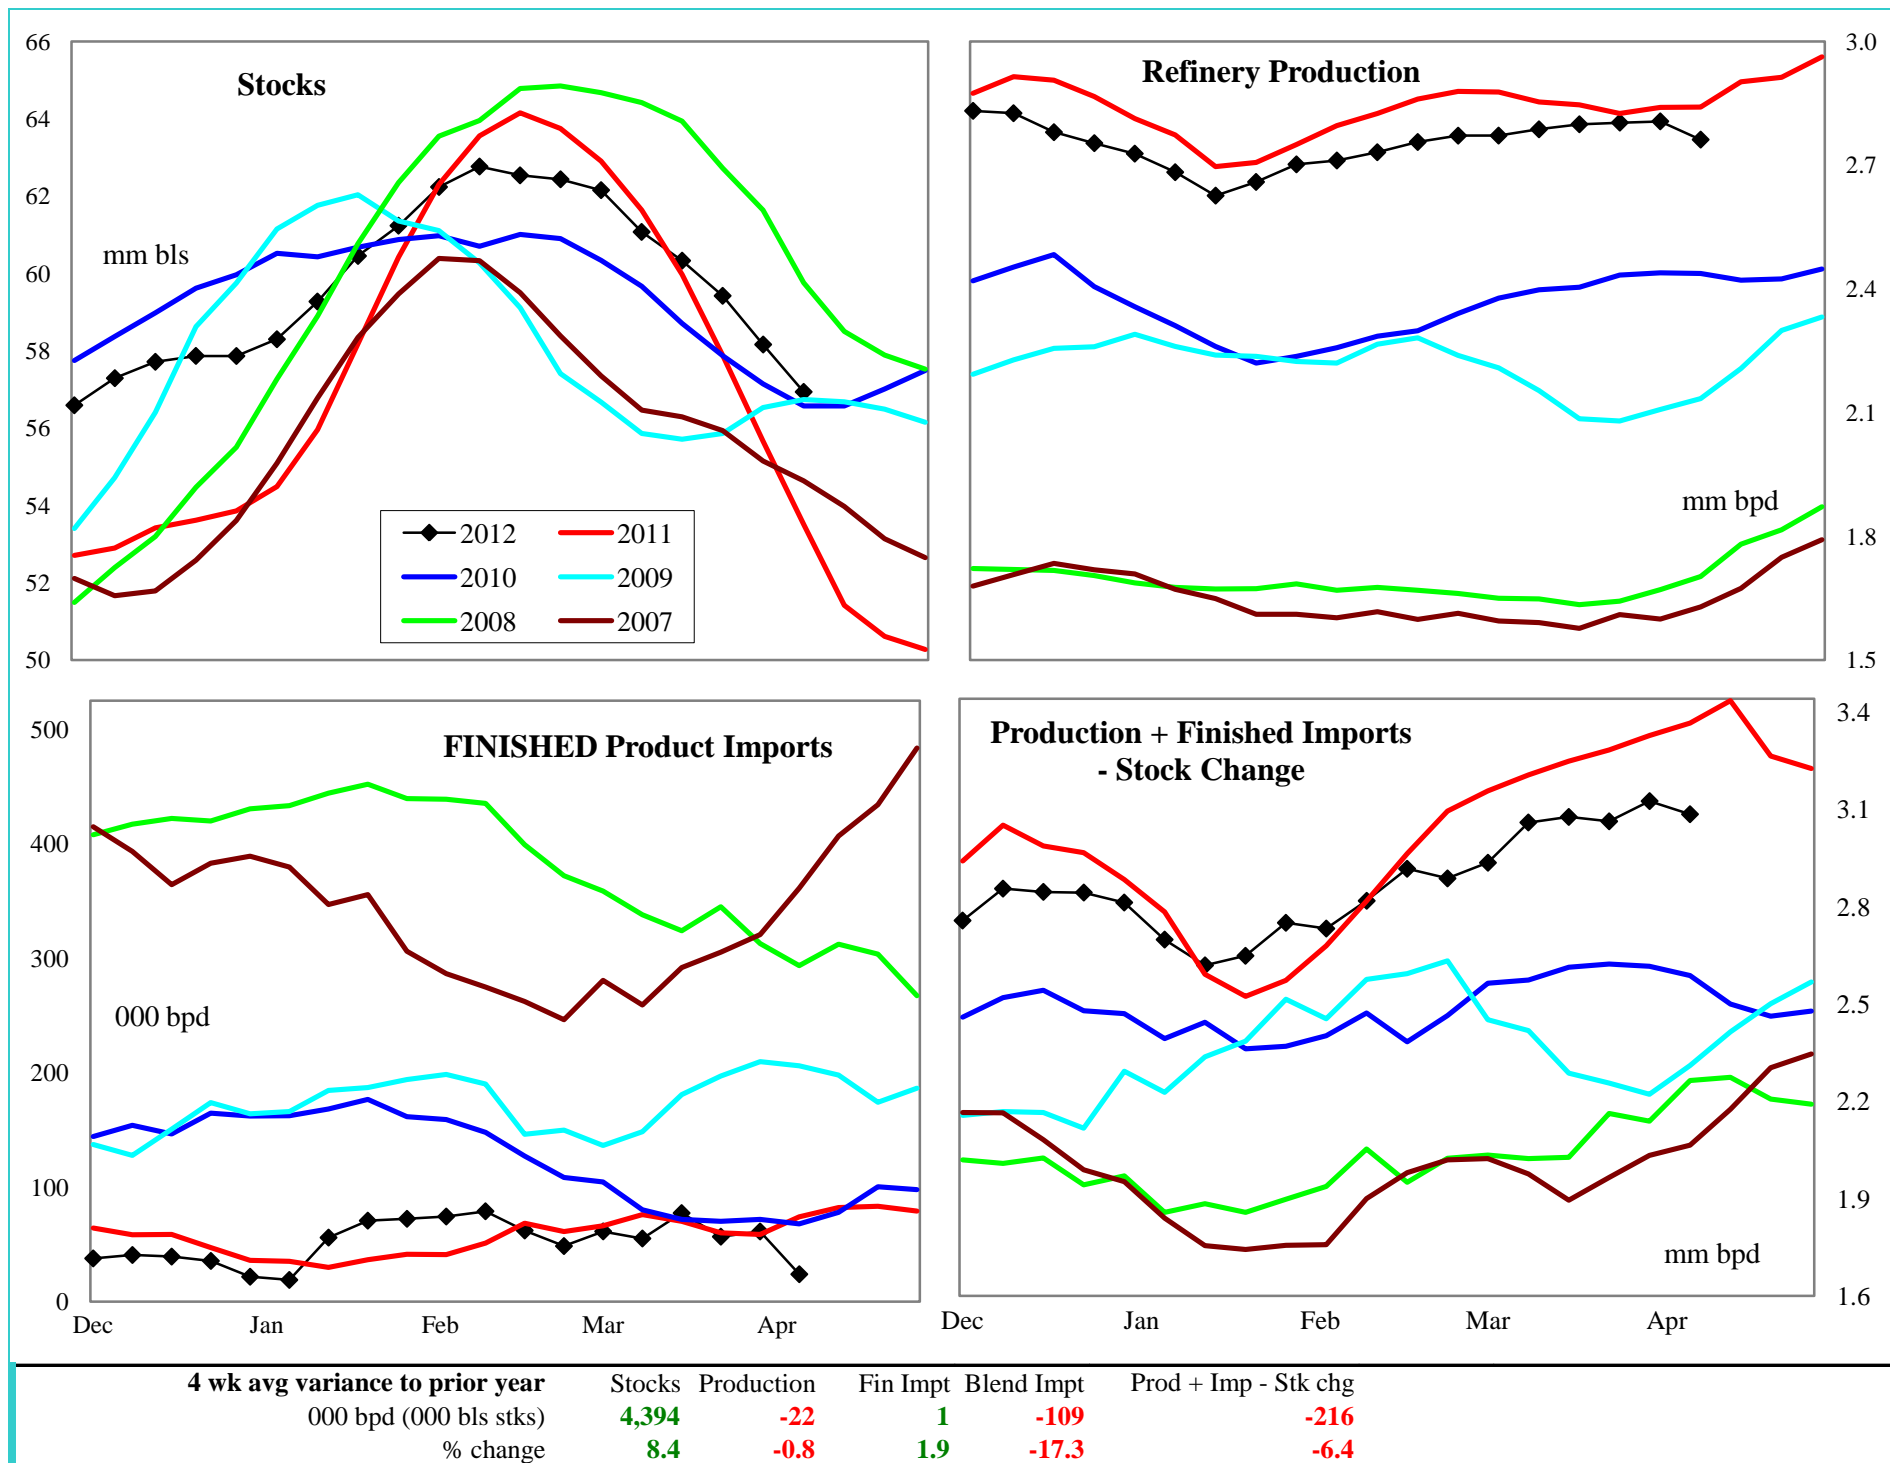 Stocks
mm bls
66
64
62
60
58
56
54
52
50
2012
2011
2010
2009
2008
2007
Refinery Production
mm bpd
3.0
2.7
2.4
2.1
1.8
1.5
FINISHED Product Imports
000 bpd
500
400
300
200
100
0
Dec Jan Feb Mar Apr
Production + Finished Imports
- Stock Change
mm bpd
3.4
3.1
2.8
2.5
2.2
1.9
1.6
Dec Jan Feb Mar Apr
4 wk avg variance to prior year Stocks Production Fin Impt Blend Impt Prod + Imp - Stk chg
000 bpd (000 bls stks) 4,394 -22 1 -109 -216
% change 8.4 -0.8 1.9 -17.3 -6.4